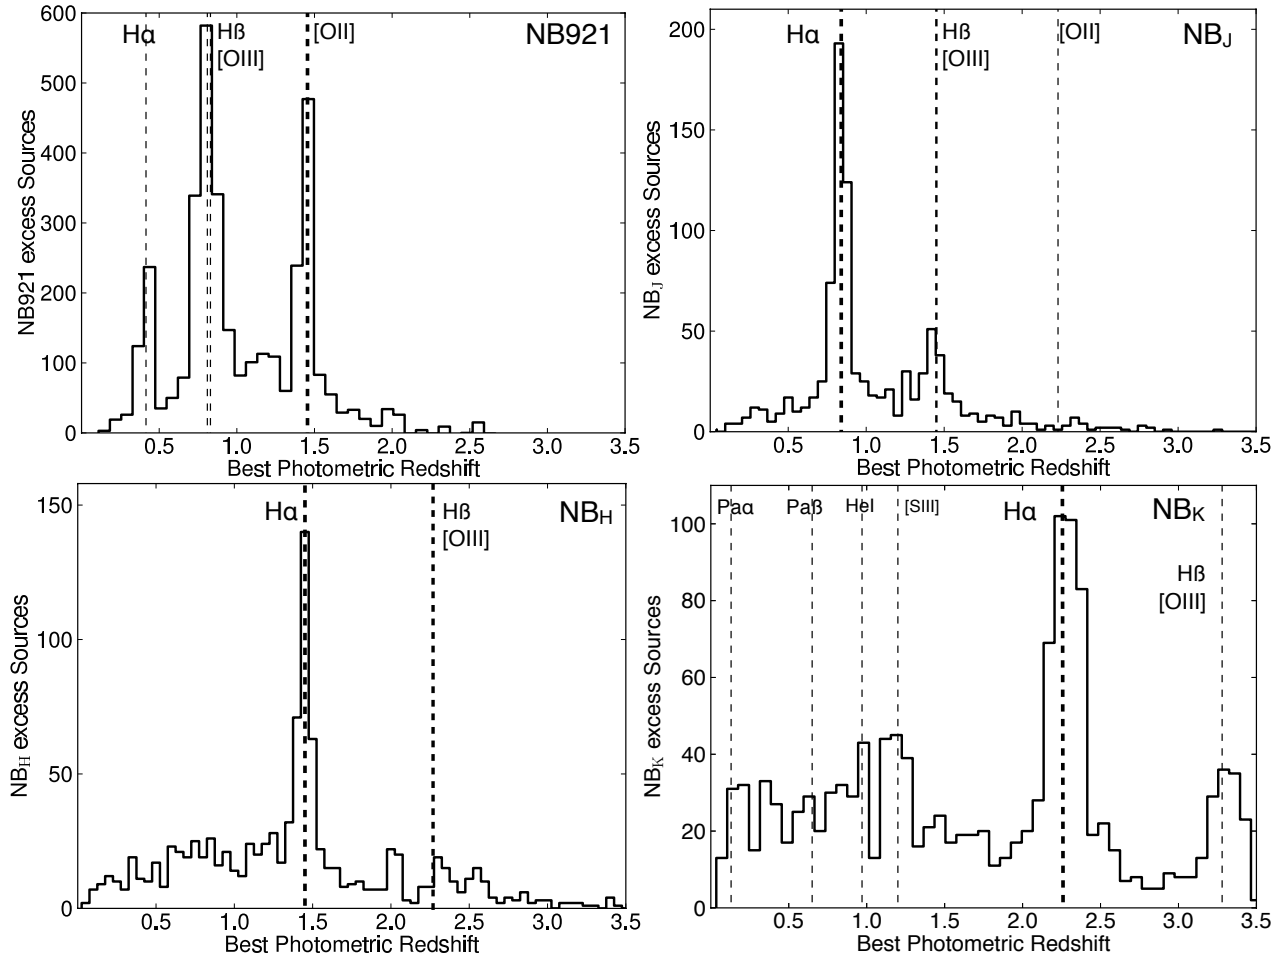 600
500
400
300
200
100
0
NB921 excess Sources
Hα
Hß
[OIII]
[OII]
NB921
0.5 1.0 1.5 2.0 2.5 3.0 3.5
Best Photometric Redshift
200
150
100
50
0
NBJ excess Sources
Hα
Hß
[OIII]
[OII]
NBJ
0.5 1.0 1.5 2.0 2.5 3.0 3.5
Best Photometric Redshift
150
100
50
0
NBH excess Sources
Hα
Hß
[OIII]
NBH
0.5 1.0 1.5 2.0 2.5 3.0 3.5
Best Photometric Redshift
100
80
60
40
20
0
NBK excess Sources
Paα Paß HeI [SIII] Hα NBK
Hß
[OIII]
0.5 1.0 1.5 2.0 2.5 3.0 3.5
Best Photometric Redshift